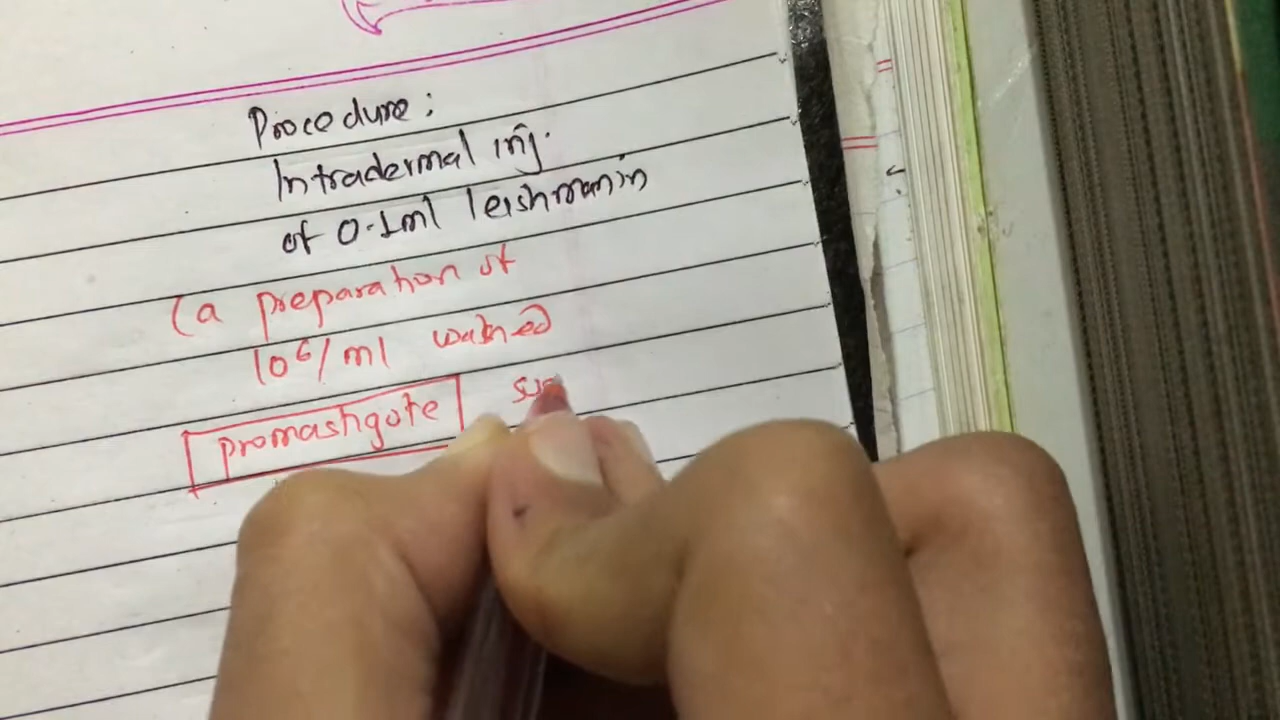 Procedure:
Intradermal inj.
of 0.1ml leishmanin
(a preparation of
10⁶/ml washed
promastigote